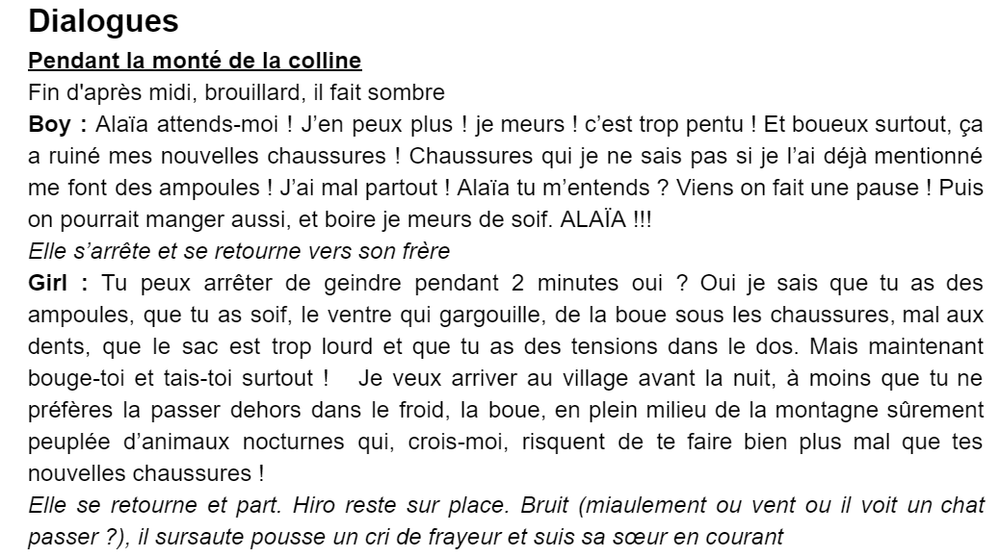 Dialogues
Pendant la monté de la colline
Fin d'après midi, brouillard, il fait sombre
Boy : Alaïa attends-moi ! J’en peux plus ! je meurs ! c’est trop pentu ! Et boueux surtout, ça
a ruiné mes nouvelles chaussures ! Chaussures qui je ne sais pas si je l’ai déjà mentionné
me font des ampoules ! J’ai mal partout ! Alaïa tu m’entends ? Viens on fait une pause ! Puis
on pourrait manger aussi, et boire je meurs de soif. ALAÏA !!!
Elle s’arrête et se retourne vers son frère
Girl : Tu peux arrêter de geindre pendant 2 minutes oui ? Oui je sais que tu as des
ampoules, que tu as soif, le ventre qui gargouille, de la boue sous les chaussures, mal aux
dents, que le sac est trop lourd et que tu as des tensions dans le dos. Mais maintenant
bouge-toi et tais-toi surtout !   Je veux arriver au village avant la nuit, à moins que tu ne
préfères la passer dehors dans le froid, la boue, en plein milieu de la montagne sûrement
peuplée d’animaux nocturnes qui, crois-moi, risquent de te faire bien plus mal que tes
nouvelles chaussures !
Elle se retourne et part. Hiro reste sur place. Bruit (miaulement ou vent ou il voit un chat
passer ?), il sursaute pousse un cri de frayeur et suis sa sœur en courant